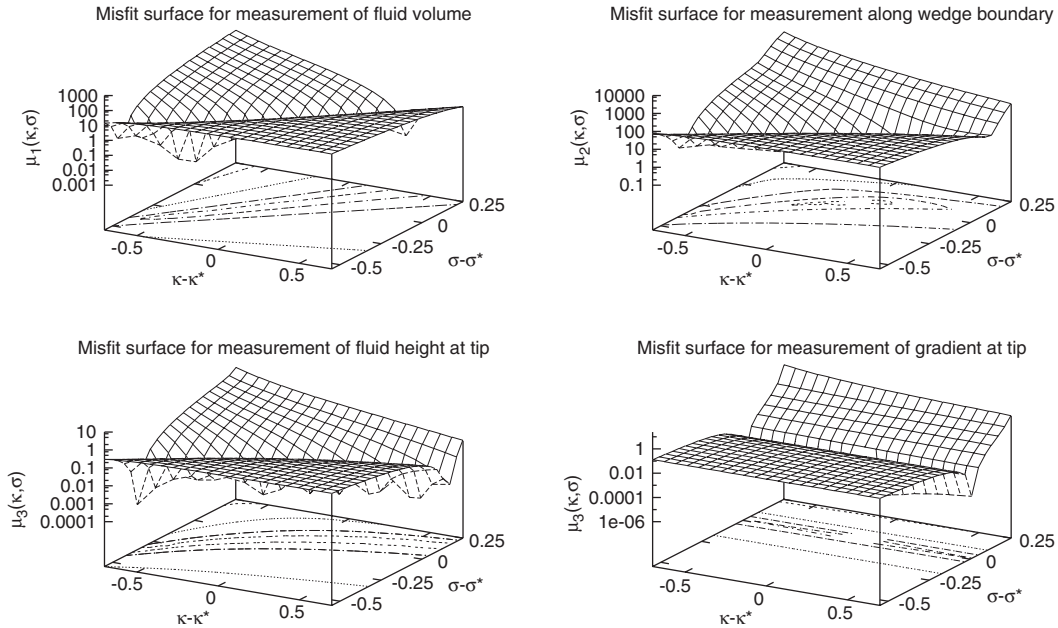 Misfit surface for measurement of fluid volume
1000
100
10
1
0.1
0.01
0.001
μ1(κ,σ)
-0.5
0
0.5
κ-κ*
-0.5
-0.25
0
0.25
σ-σ*
Misfit surface for measurement along wedge boundary
10000
1000
100
10
1
0.1
μ2(κ,σ)
-0.5
0
0.5
κ-κ*
-0.5
-0.25
0
0.25
σ-σ*
Misfit surface for measurement of fluid height at tip
10
1
0.1
0.01
0.001
0.0001
μ3(κ,σ)
-0.5
0
0.5
κ-κ*
-0.5
-0.25
0
0.25
σ-σ*
Misfit surface for measurement of gradient at tip
1
0.01
0.0001
1e-06
μ3(κ,σ)
-0.5
0
0.5
κ-κ*
-0.5
-0.25
0
0.25
σ-σ*